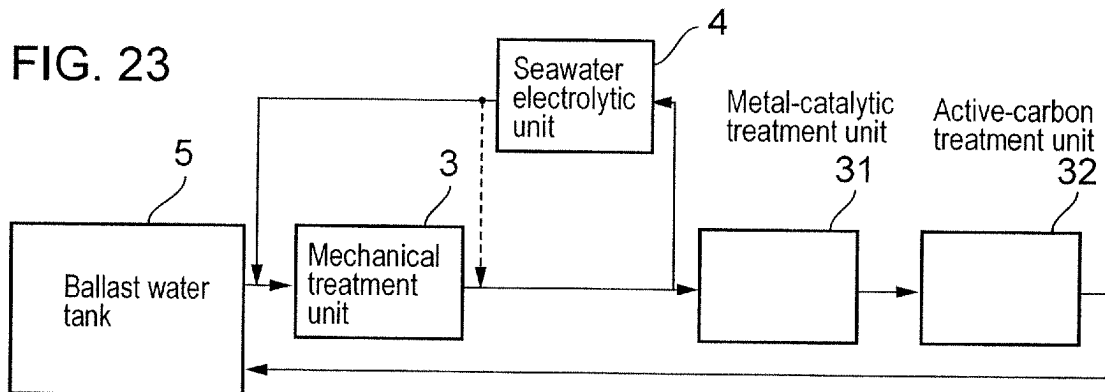 FIG. 23
4
Seawater
electrolytic
unit
Metal-catalytic
treatment unit
31
Active-carbon
treatment unit
32
5
Ballast water
tank
3
Mechanical
treatment
unit